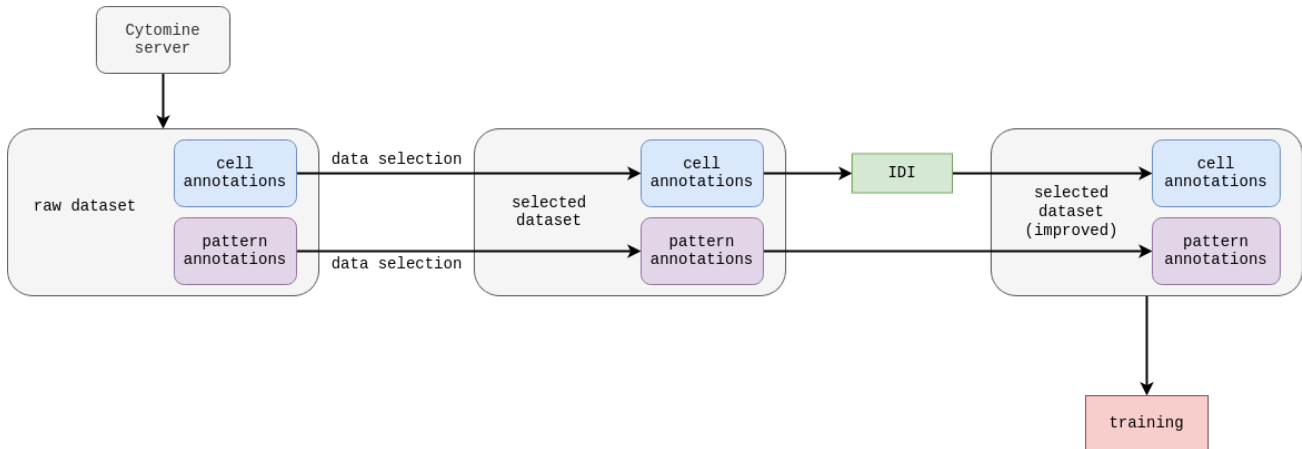 Cytomine
server
raw dataset
cell
annotations
pattern
annotations
data selection
data selection
selected
dataset
cell
annotations
pattern
annotations
IDI
selected
dataset
(improved)
cell
annotations
pattern
annotations
training